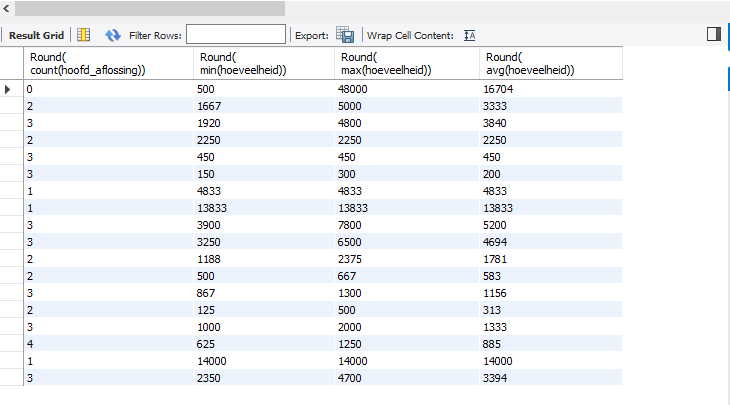 Result Grid Filter Rows: Export: Wrap Cell Content:
Round( Round( Round( Round(
count(hoofd_aflossing)) min(hoeveelheid)) max(hoeveelheid)) avg(hoeveelheid))
0 500 48000 16704
2 1667 5000 3333
3 1920 4800 3840
2 2250 2250 2250
3 450 450 450
3 150 300 200
1 4833 4833 4833
1 13833 13833 13833
3 3900 7800 5200
3 3250 6500 4694
2 1188 2375 1781
2 500 667 583
3 867 1300 1156
2 125 500 313
3 1000 2000 1333
4 625 1250 885
1 14000 14000 14000
3 2350 4700 3394